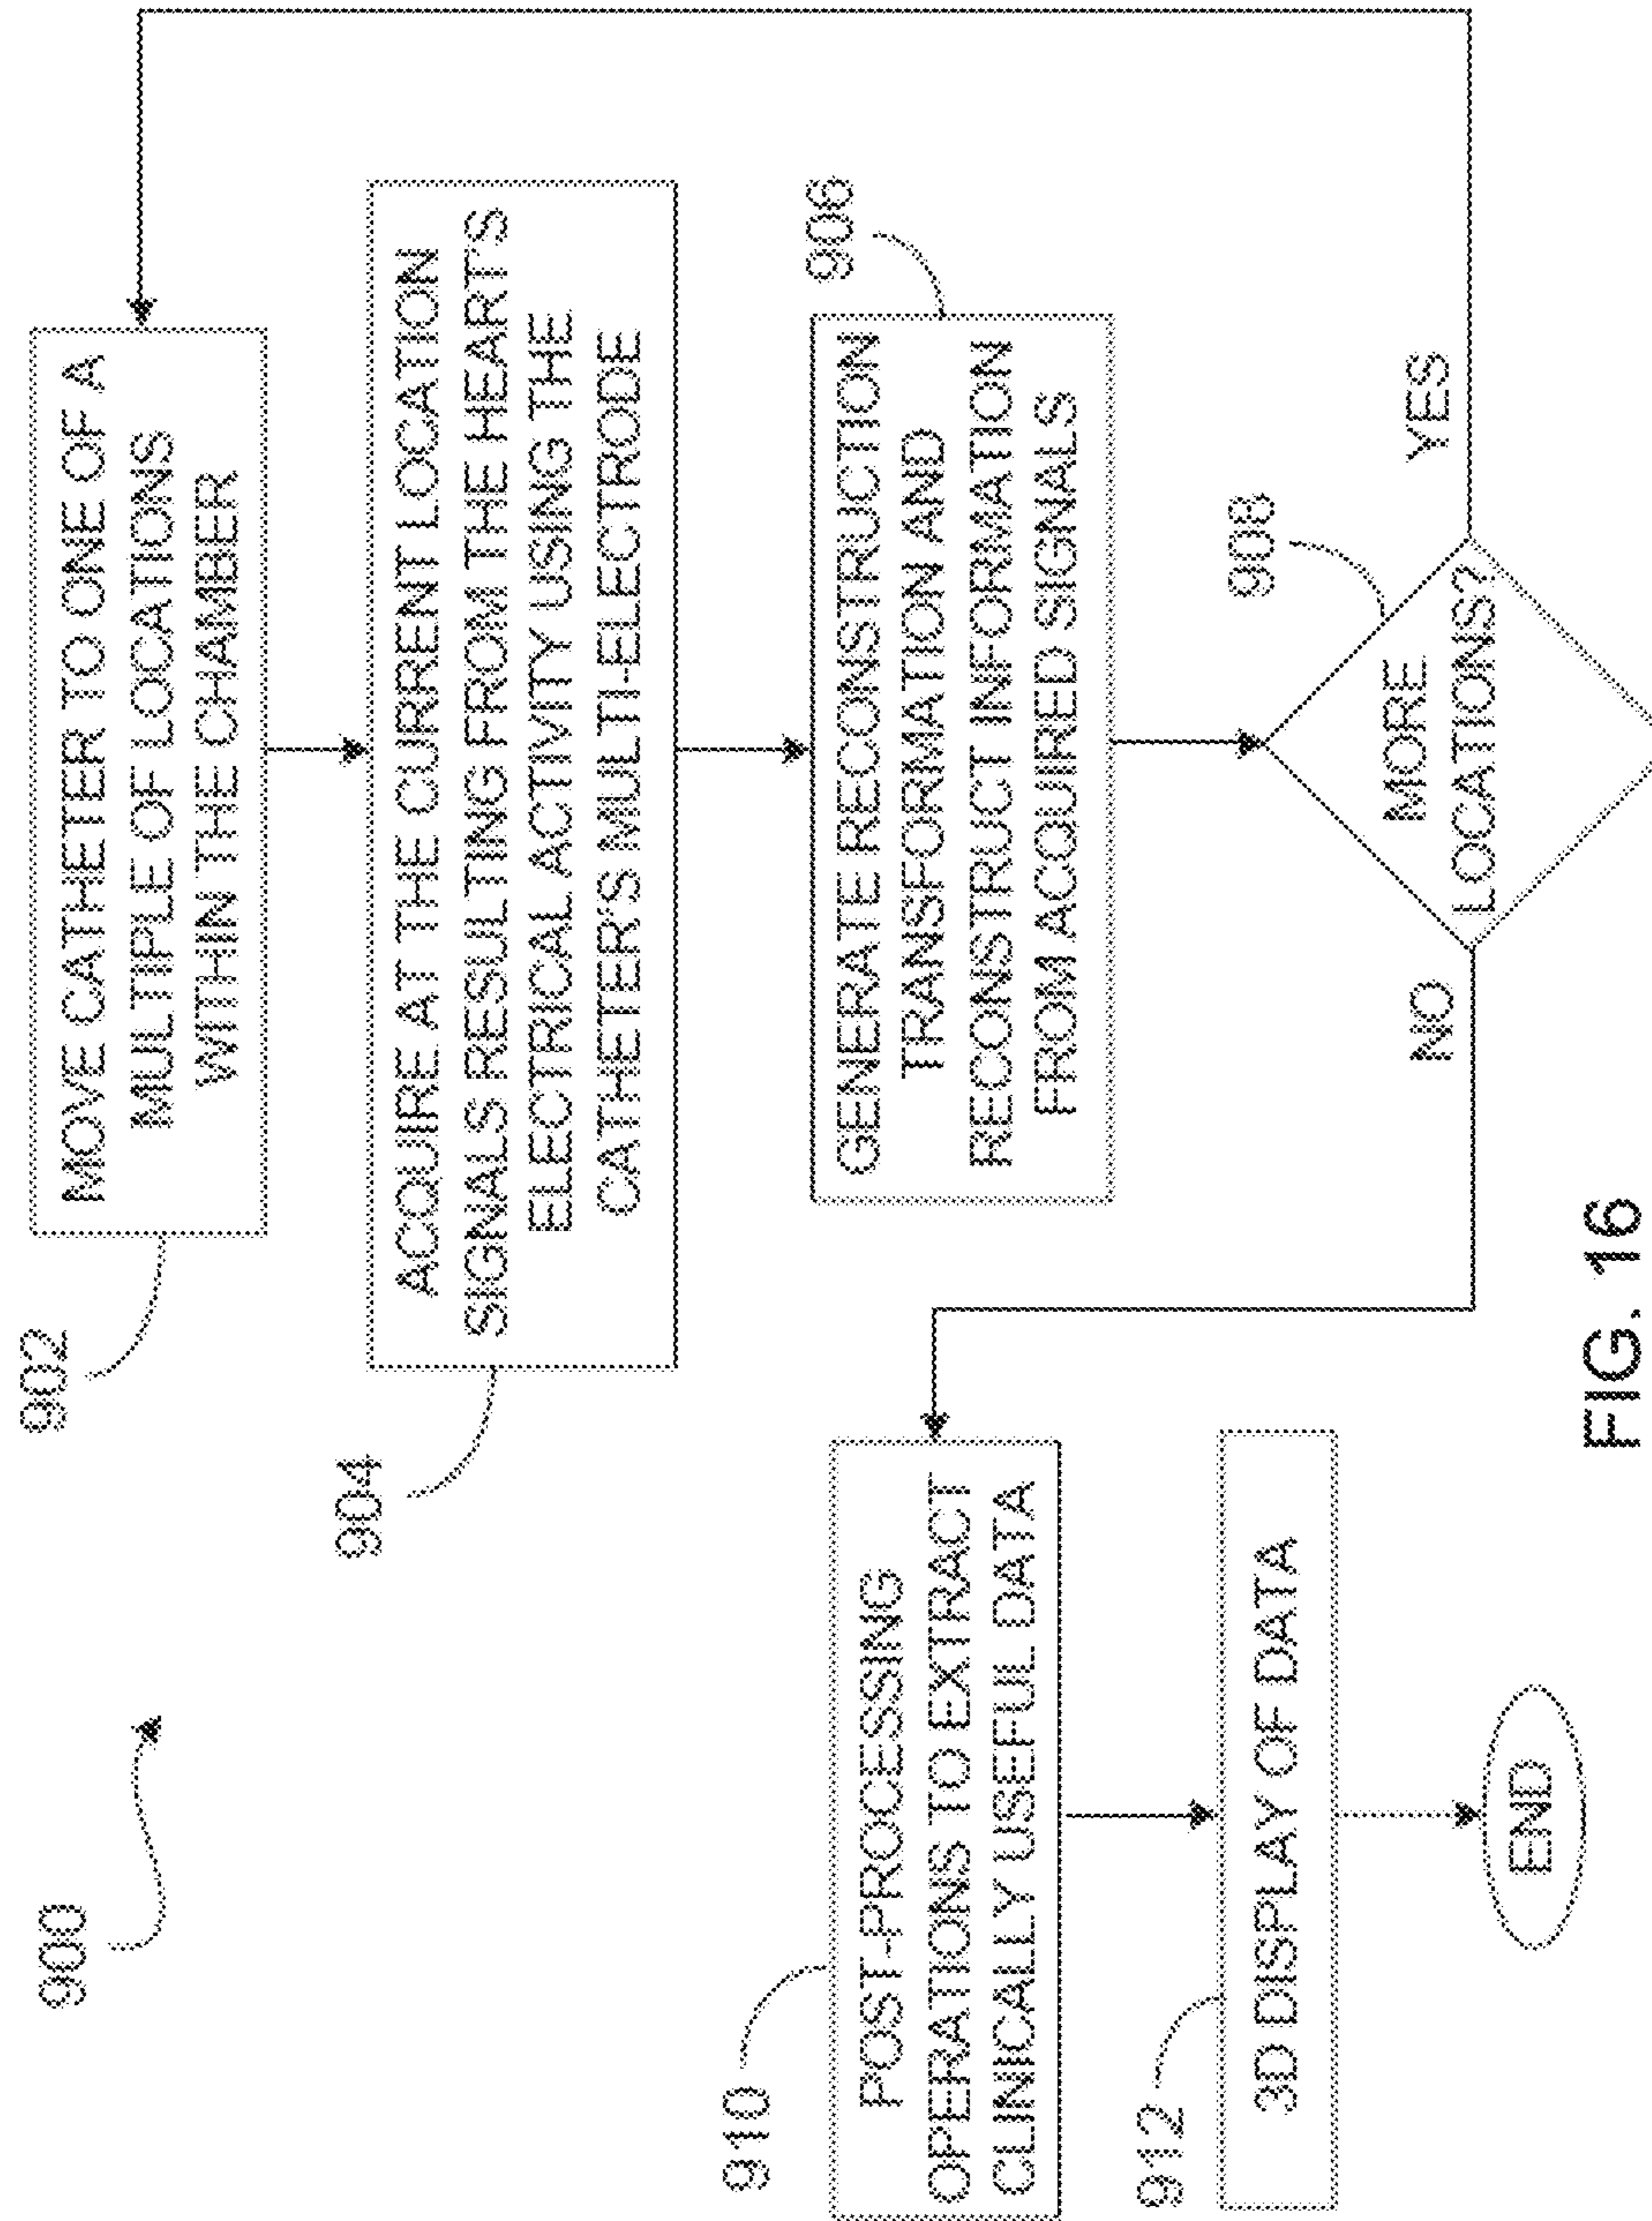 900
902
MOVE CATHETER TO ONE OF A
MULTIPLE OF LOCATIONS
WITHIN THE CHAMBER
904
ACQUIRE AT THE CURRENT LOCATION
SIGNALS RESULTING FROM THE HEART'S
ELECTRICAL ACTIVITY USING THE
CATHETER'S MULTI-ELECTRODE
GENERATE RECONSTRUCTION
TRANSFORMATION AND
RECONSTRUCT INFORMATION
FROM ACQUIRED SIGNALS
906
908
MORE
LOCATIONS?
NO
YES
910
POST-PROCESSING
OPERATIONS TO EXTRACT
CLINICALLY USEFUL DATA
912
3D DISPLAY OF DATA
END
FIG. 16